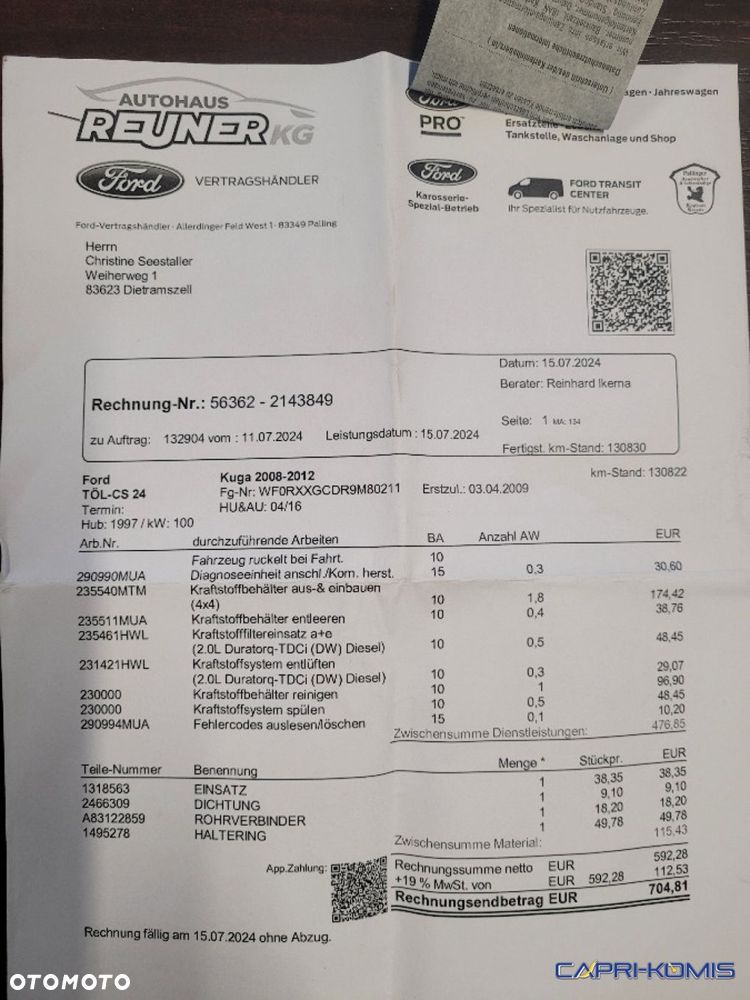 AUTOHAUS
REUNER KG
Ford VERTRAGSHÄNDLER
Ford-Vertragshändler · Allerdinger Feld West 1 · 83349 Palling
( Unterschrift des/der Karteninhabers/in )
Datenschutzrechtliche Informationen
Jahreswagen
Ford
PRO
Tankstelle, Waschanlage und Shop
Ford
Karosserie-
Spezial-Betrieb
FORD TRANSIT
CENTER
Ihr Spezialist für Nutzfahrzeuge.
Pallinger
Herrn
Christine Seestaller
Weiherweg 1
83623 Dietramszell
Datum: 15.07.2024
Berater: Reinhard Ikerna
Rechnung-Nr.: 56362 - 2143849
Seite: 1 MA: 134
zu Auftrag: 132904 vom : 11.07.2024 Leistungsdatum : 15.07.2024
Fertigst. km-Stand: 130830
Ford Kuga 2008-2012 km-Stand: 130822
TÖL-CS 24 Fg-Nr: WF0RXXGCDR9M80211 Erstzul.: 03.04.2009
Termin: HU&AU: 04/16
Hub: 1997 / kW: 100
Arb.Nr. durchzuführende Arbeiten BA Anzahl AW EUR
Fahrzeug ruckelt bei Fahrt. 10
290990MUA Diagnoseeinheit anschl./Kom. herst. 15 0,3 30,60
235540MTM Kraftstoffbehälter aus-& einbauen
(4x4) 10 1,8 174,42
235511MUA Kraftstoffbehälter entleeren 10 0,4 38,76
235461HWL Kraftstofffiltereinsatz a+e
(2.0L Duratorq-TDCi (DW) Diesel) 10 0,5 48,45
231421HWL Kraftstoffsystem entlüften
(2.0L Duratorq-TDCi (DW) Diesel) 10 0,3 29,07
230000 Kraftstoffbehälter reinigen 10 1 96,90
230000 Kraftstoffsystem spülen 10 0,5 48,45
290994MUA Fehlercodes auslesen/löschen 15 0,1 10,20
Zwischensumme Dienstleistungen: 476,85
Teile-Nummer Benennung Menge * Stückpr. EUR
1318563 EINSATZ 1 38,35 38,35
2466309 DICHTUNG 1 9,10 9,10
A83122859 ROHRVERBINDER 1 18,20 18,20
1495278 HALTERING 1 49,78 49,78
Zwischensumme Material: 115,43
App.Zahlung:
Rechnungssumme netto EUR 592,28
+19 % MwSt. von EUR 592,28 112,53
Rechnungsendbetrag EUR 704,81
Rechnung fällig am 15.07.2024 ohne Abzug.
OTOMOTO
CAPRI-KOMIS